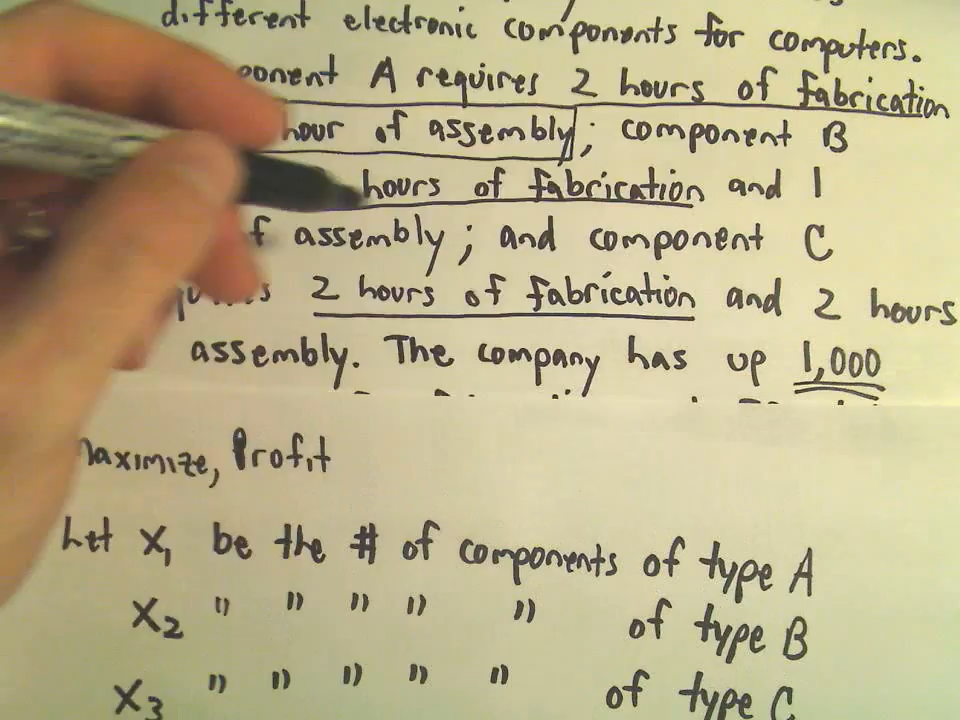 different electronic components for computers.
ponent A requires 2 hours of fabrication
hour of assembly; component B
hours of fabrication and 1
f assembly; and component C
2 hours of fabrication and 2 hours
assembly. The company has up 1,000
Maximize, Profit
Let X1 be the # of components of type A
X2 " " " " " of type B
X3 " " " " " of type C